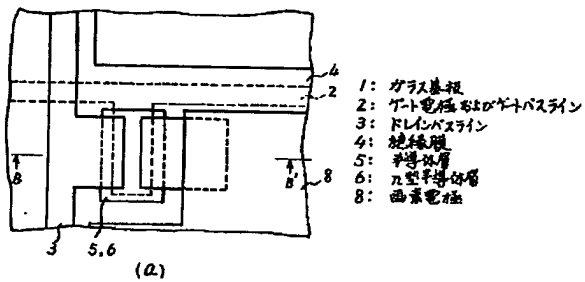 4
2
B
B'
8
3
5,6
(a)
1: ガラス基板
2: ゲート電極およびゲートバスライン
3: ドレインバスライン
4: 絶縁膜
5: 半導体層
6: n型半導体層
8: 画素電極